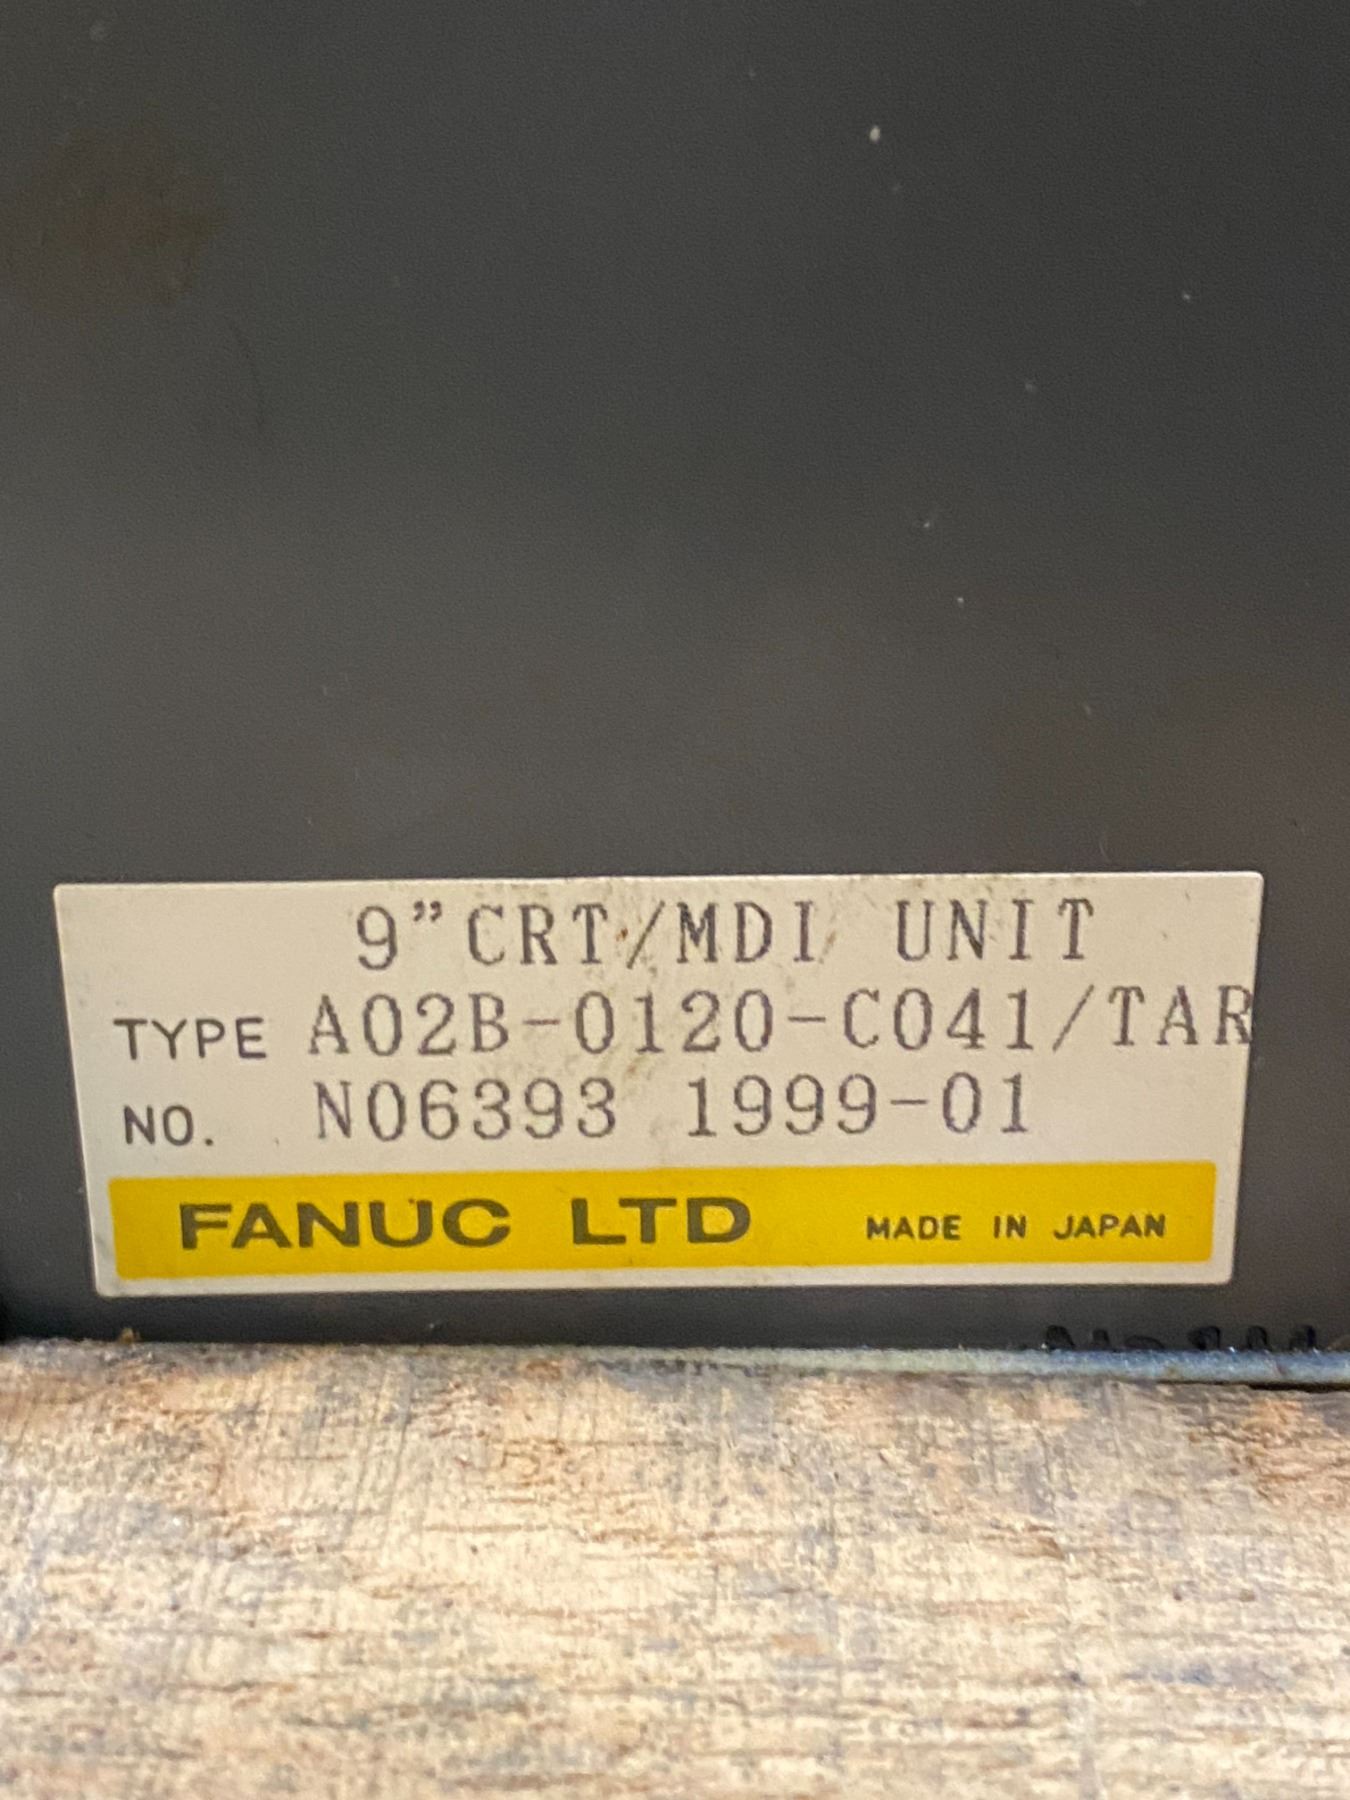 9"CRT/MDI UNIT
TYPE A02B-0120-C041/TAR
NO. N06393 1999-01
FANUC LTD MADE IN JAPAN